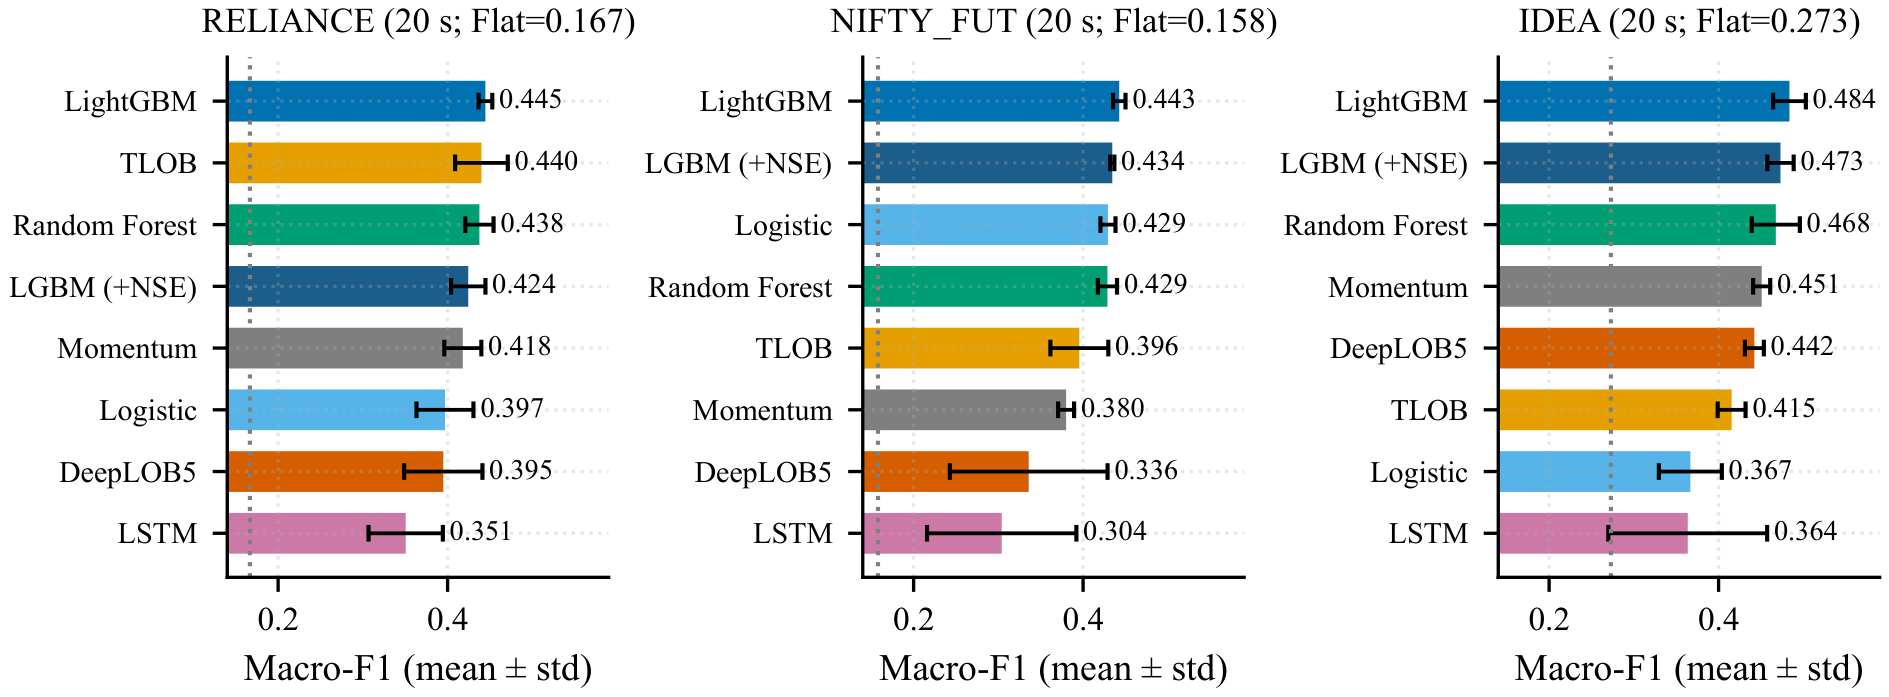 RELIANCE (20 s; Flat=0.167)
LightGBM 0.445
TLOB 0.440
Random Forest 0.438
LGBM (+NSE) 0.424
Momentum 0.418
Logistic 0.397
DeepLOB5 0.395
LSTM 0.351
0.2 0.4
Macro-F1 (mean ± std)
NIFTY_FUT (20 s; Flat=0.158)
LightGBM 0.443
LGBM (+NSE) 0.434
Logistic 0.429
Random Forest 0.429
TLOB 0.396
Momentum 0.380
DeepLOB5 0.336
LSTM 0.304
0.2 0.4
Macro-F1 (mean ± std)
IDEA (20 s; Flat=0.273)
LightGBM 0.484
LGBM (+NSE) 0.473
Random Forest 0.468
Momentum 0.451
DeepLOB5 0.442
TLOB 0.415
Logistic 0.367
LSTM 0.364
0.2 0.4
Macro-F1 (mean ± std)